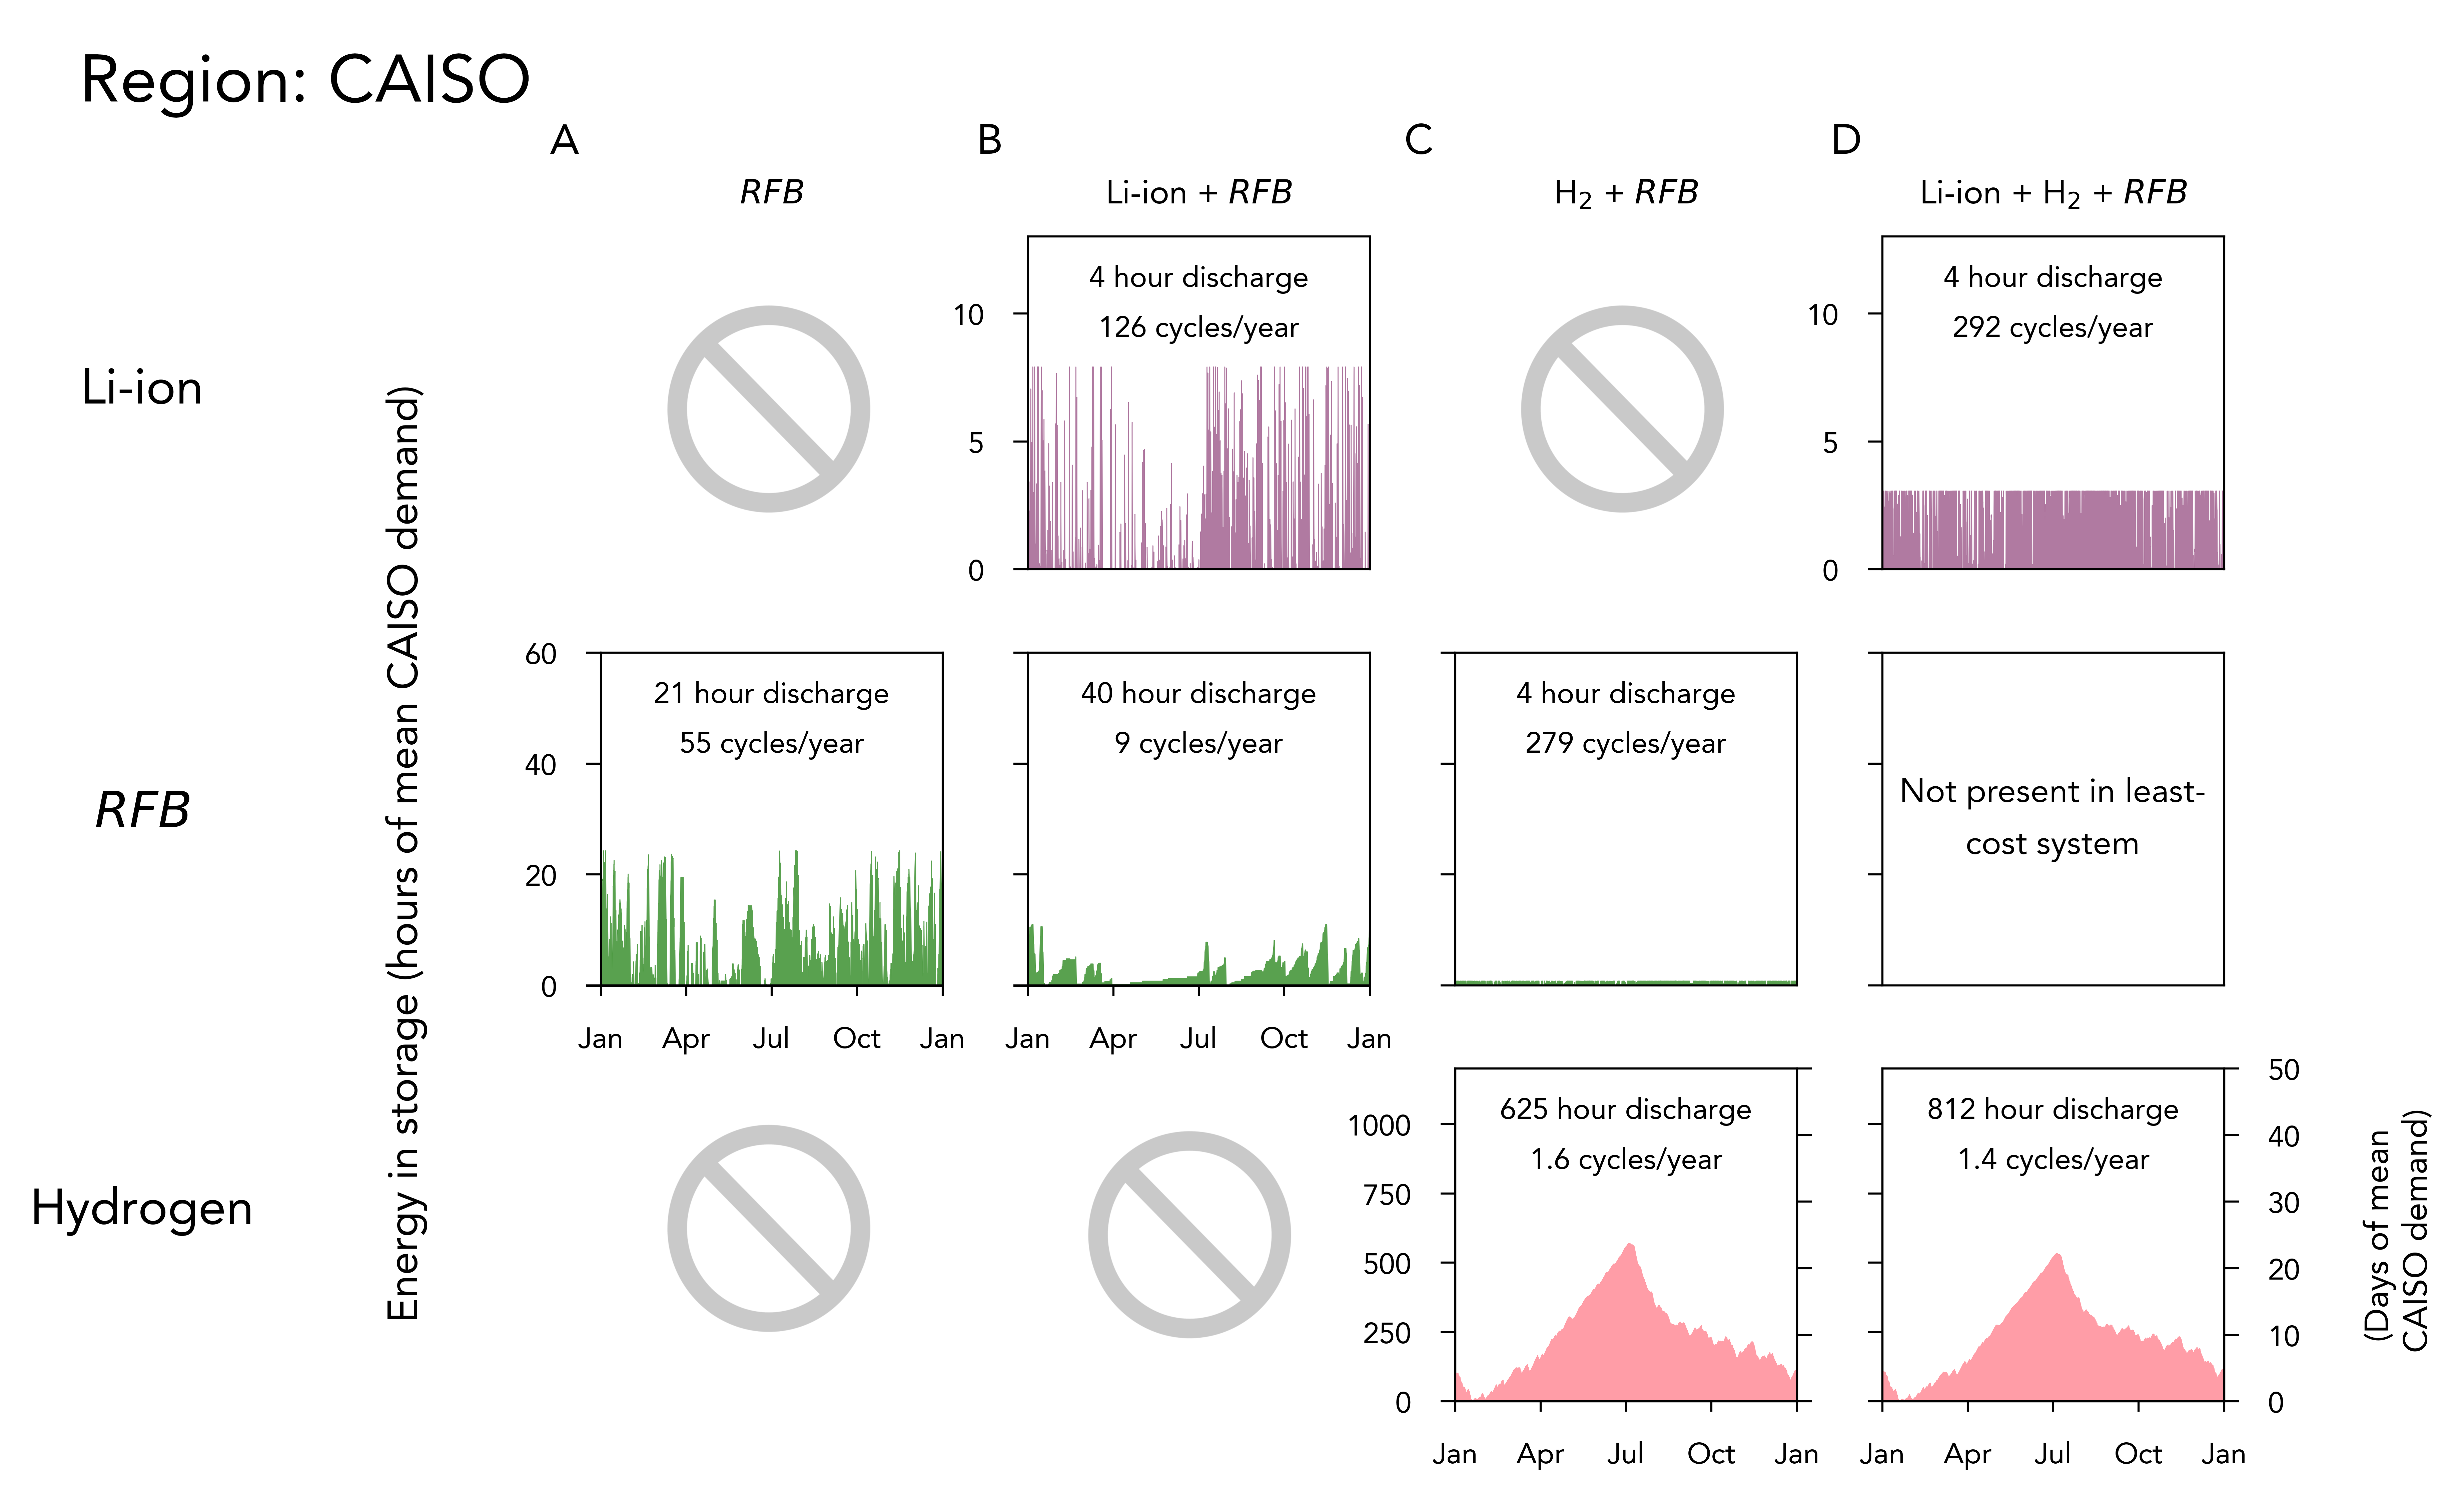 Region: CAISO
A
B
C
D
RFB
Li-ion + RFB
H₂ + RFB
Li-ion + H₂ + RFB
Li-ion
RFB
Hydrogen
Energy in storage (hours of mean CAISO demand)
4 hour discharge
126 cycles/year
10
5
0
4 hour discharge
292 cycles/year
10
5
0
21 hour discharge
55 cycles/year
60
40
20
0
Jan Apr Jul Oct Jan
40 hour discharge
9 cycles/year
Jan Apr Jul Oct Jan
4 hour discharge
279 cycles/year
Not present in least-
cost system
625 hour discharge
1.6 cycles/year
1000
750
500
250
0
Jan Apr Jul Oct Jan
812 hour discharge
1.4 cycles/year
50
40
30
20
10
0
Jan Apr Jul Oct Jan
(Days of mean
CAISO demand)